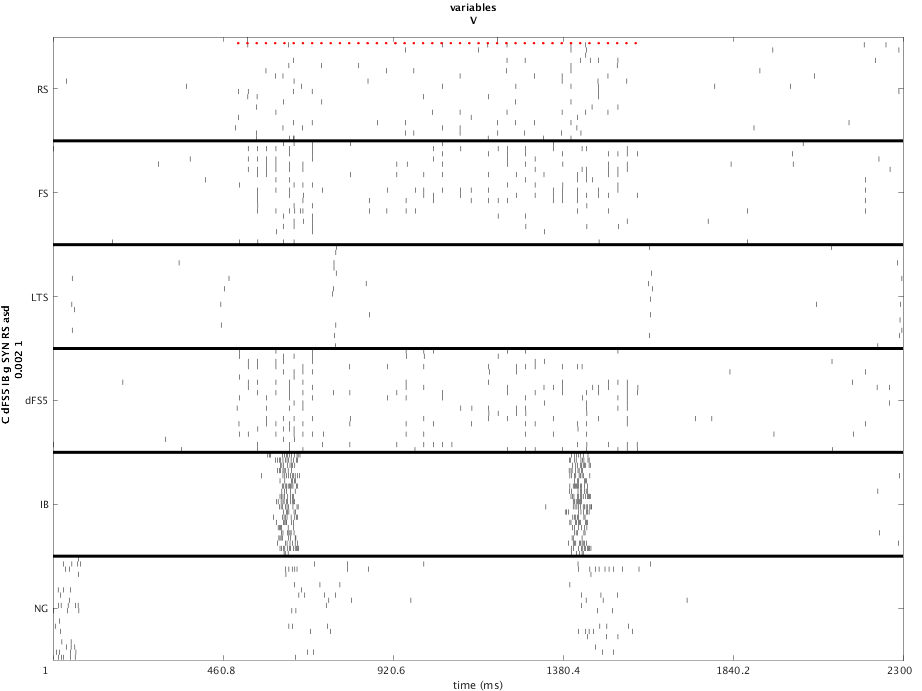 variables
V
RS
FS
LTS
dFS5
IB
NG
C dFS5 IB g SYN RS asd
0.002 1
1
460.8
920.6
1380.4
1840.2
2300
time (ms)